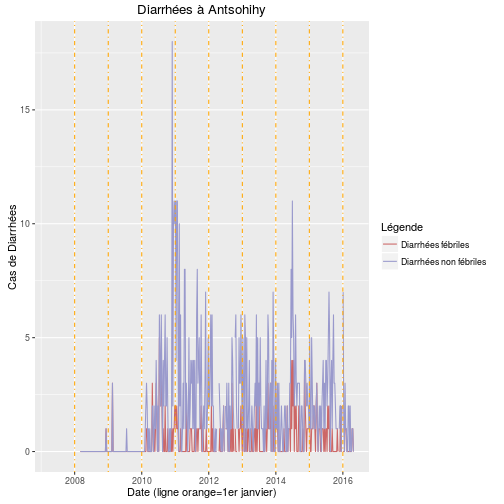 Diarrhées à Antsohihy
15
10
5
0
Cas de Diarrhées
2008 2010 2012 2014 2016
Date (ligne orange=1er janvier)
Légende
Diarrhées fébriles
Diarrhées non fébriles